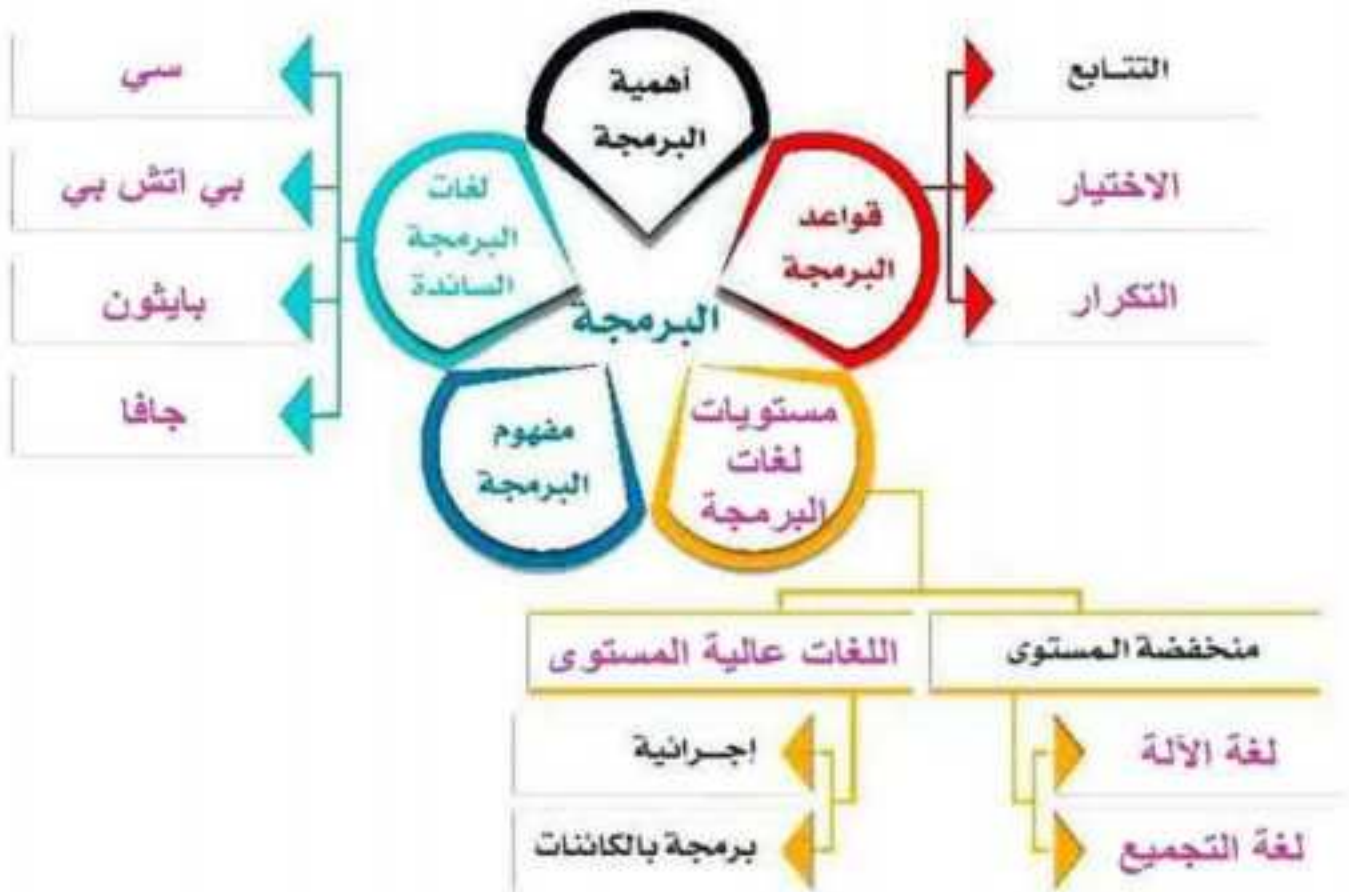 أهمية
البرمجة
قواعد
البرمجة
التتابع
الاختيار
التكرار
لغات
البرمجة
السائدة
سي
بي اتش بي
بايثون
جافا
البرمجة
مفهوم
البرمجة
مستويات
لغات
البرمجة
منخفضة المستوى
لغة الآلة
لغة التجميع
اللغات عالية المستوى
إجرائية
برمجة بالكائنات